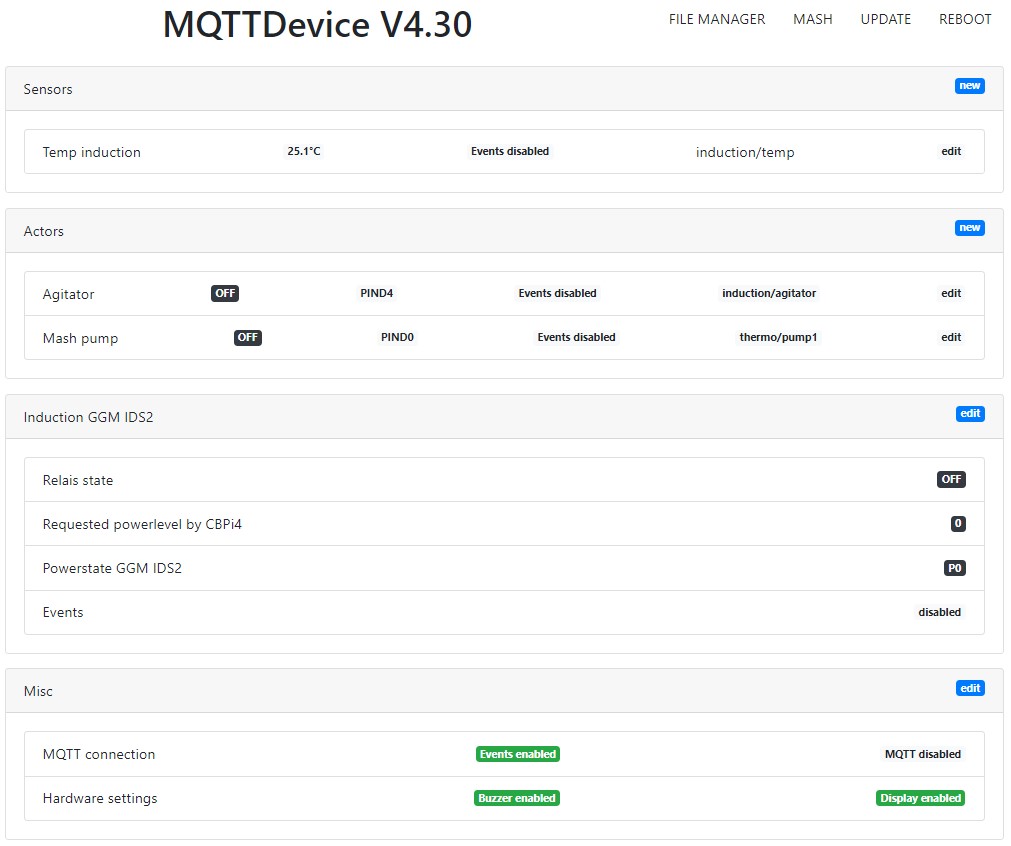 MQTTDevice V4.30 FILE MANAGER MASH UPDATE REBOOT
Sensors new
Temp induction 25.1°C Events disabled induction/temp edit
Actors new
Agitator OFF PIND4 Events disabled induction/agitator edit
Mash pump OFF PIND0 Events disabled thermo/pump1 edit
Induction GGM IDS2 edit
Relais state OFF
Requested powerlevel by CBPi4 0
Powerstate GGM IDS2 P0
Events disabled
Misc edit
MQTT connection Events enabled MQTT disabled
Hardware settings Buzzer enabled Display enabled